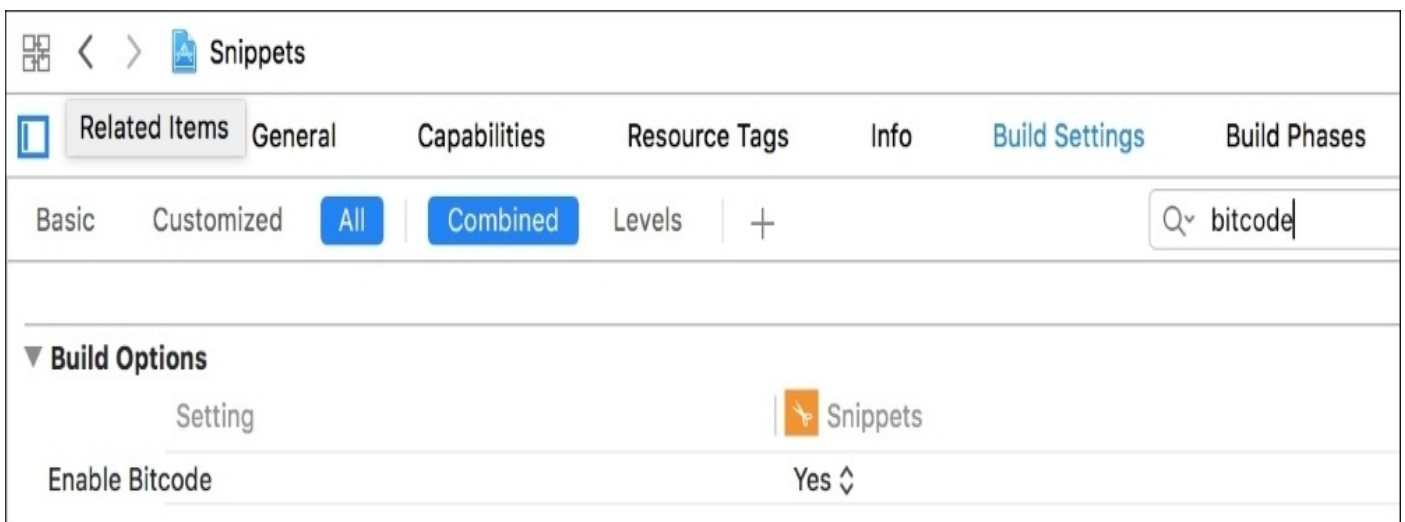 Snippets
Related Items General Capabilities Resource Tags Info Build Settings Build Phases
Basic Customized All Combined Levels + bitcode
Build Options
Setting Snippets
Enable Bitcode Yes